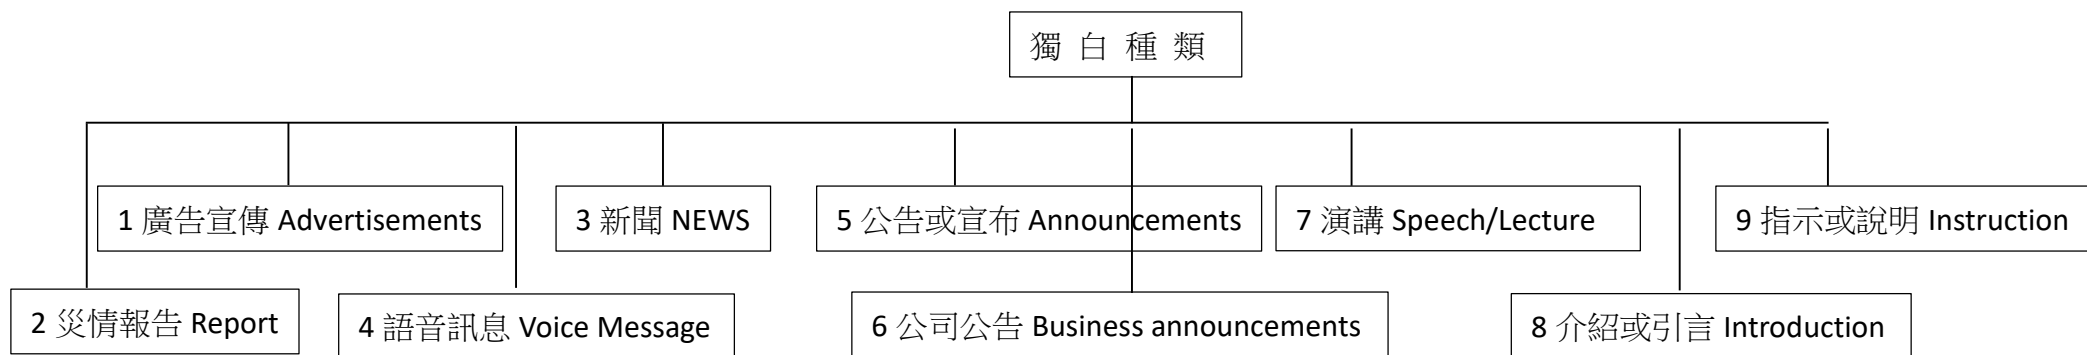 獨 白 種 類
1 廣告宣傳 Advertisements
3 新聞 NEWS
5 公告或宣布 Announcements
7 演講 Speech/Lecture
9 指示或說明 Instruction
2 災情報告 Report
4 語音訊息 Voice Message
6 公司公告 Business announcements
8 介紹或引言 Introduction